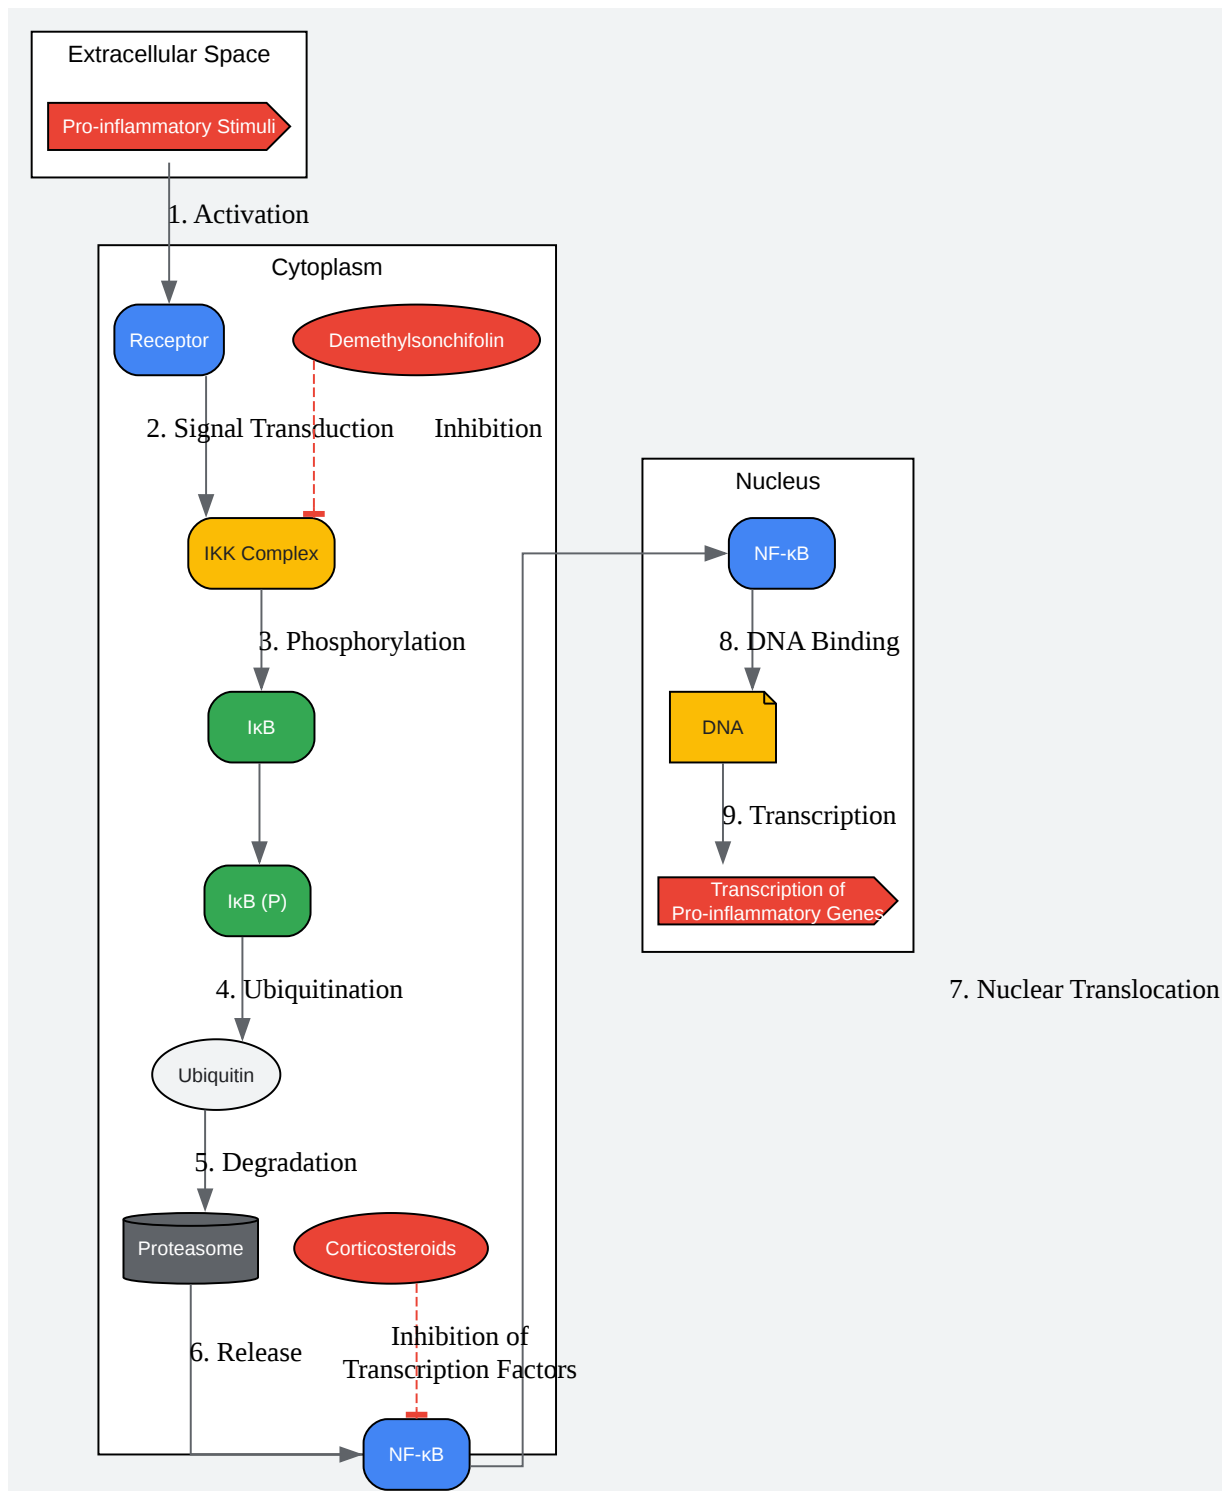 Extracellular Space
Pro-inflammatory Stimuli
1. Activation
Cytoplasm
Receptor
Demethylsonchifolin
2. Signal Transduction
Inhibition
IKK Complex
3. Phosphorylation
IκB
IκB (P)
4. Ubiquitination
Ubiquitin
5. Degradation
Proteasome
Corticosteroids
6. Release
Inhibition of
Transcription Factors
NF-κB
Nucleus
NF-κB
8. DNA Binding
DNA
9. Transcription
Transcription of
Pro-inflammatory Genes
7. Nuclear Translocation